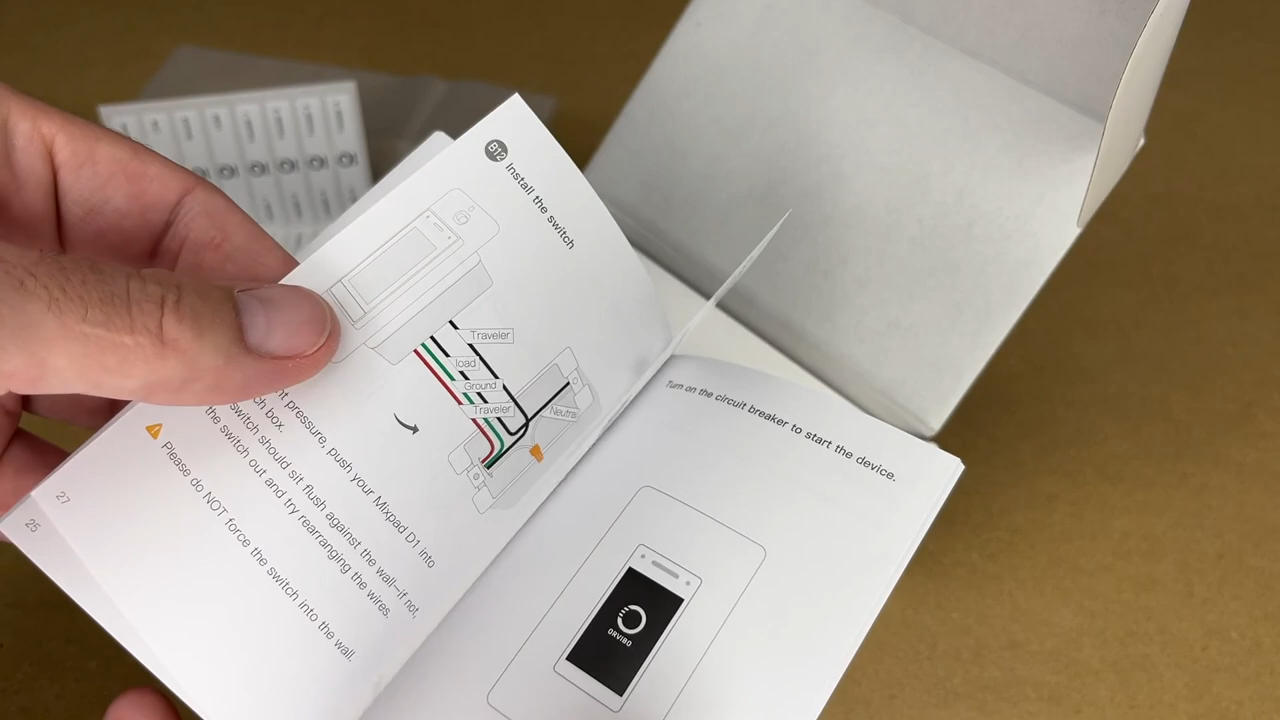 B12 Install the switch
Traveler
load
Ground
Traveler
Neutra
pressure, push your Mixpad D1 into
box.
switch should sit flush against the wall—if not,
the switch out and try rearranging the wires.
Please do NOT force the switch into the wall.
27
25
Turn on the circuit breaker to start the device.
ORVIBO